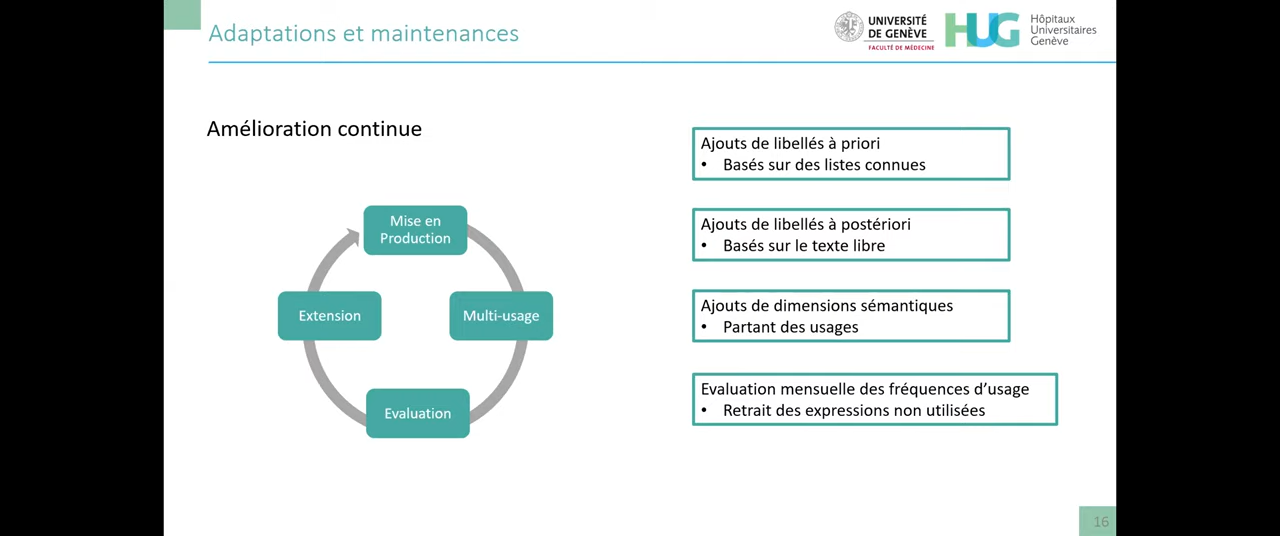 Adaptations et maintenances
UNIVERSITÉ
DE GENÈVE
FACULTÉ DE MÉDECINE
HUG
Hôpitaux
Universitaires
Genève
Amélioration continue
Mise en
Production
Extension
Multi-usage
Evaluation
Ajouts de libellés à priori
• Basés sur des listes connues
Ajouts de libellés à postériori
• Basés sur le texte libre
Ajouts de dimensions sémantiques
• Partant des usages
Evaluation mensuelle des fréquences d’usage
• Retrait des expressions non utilisées
16